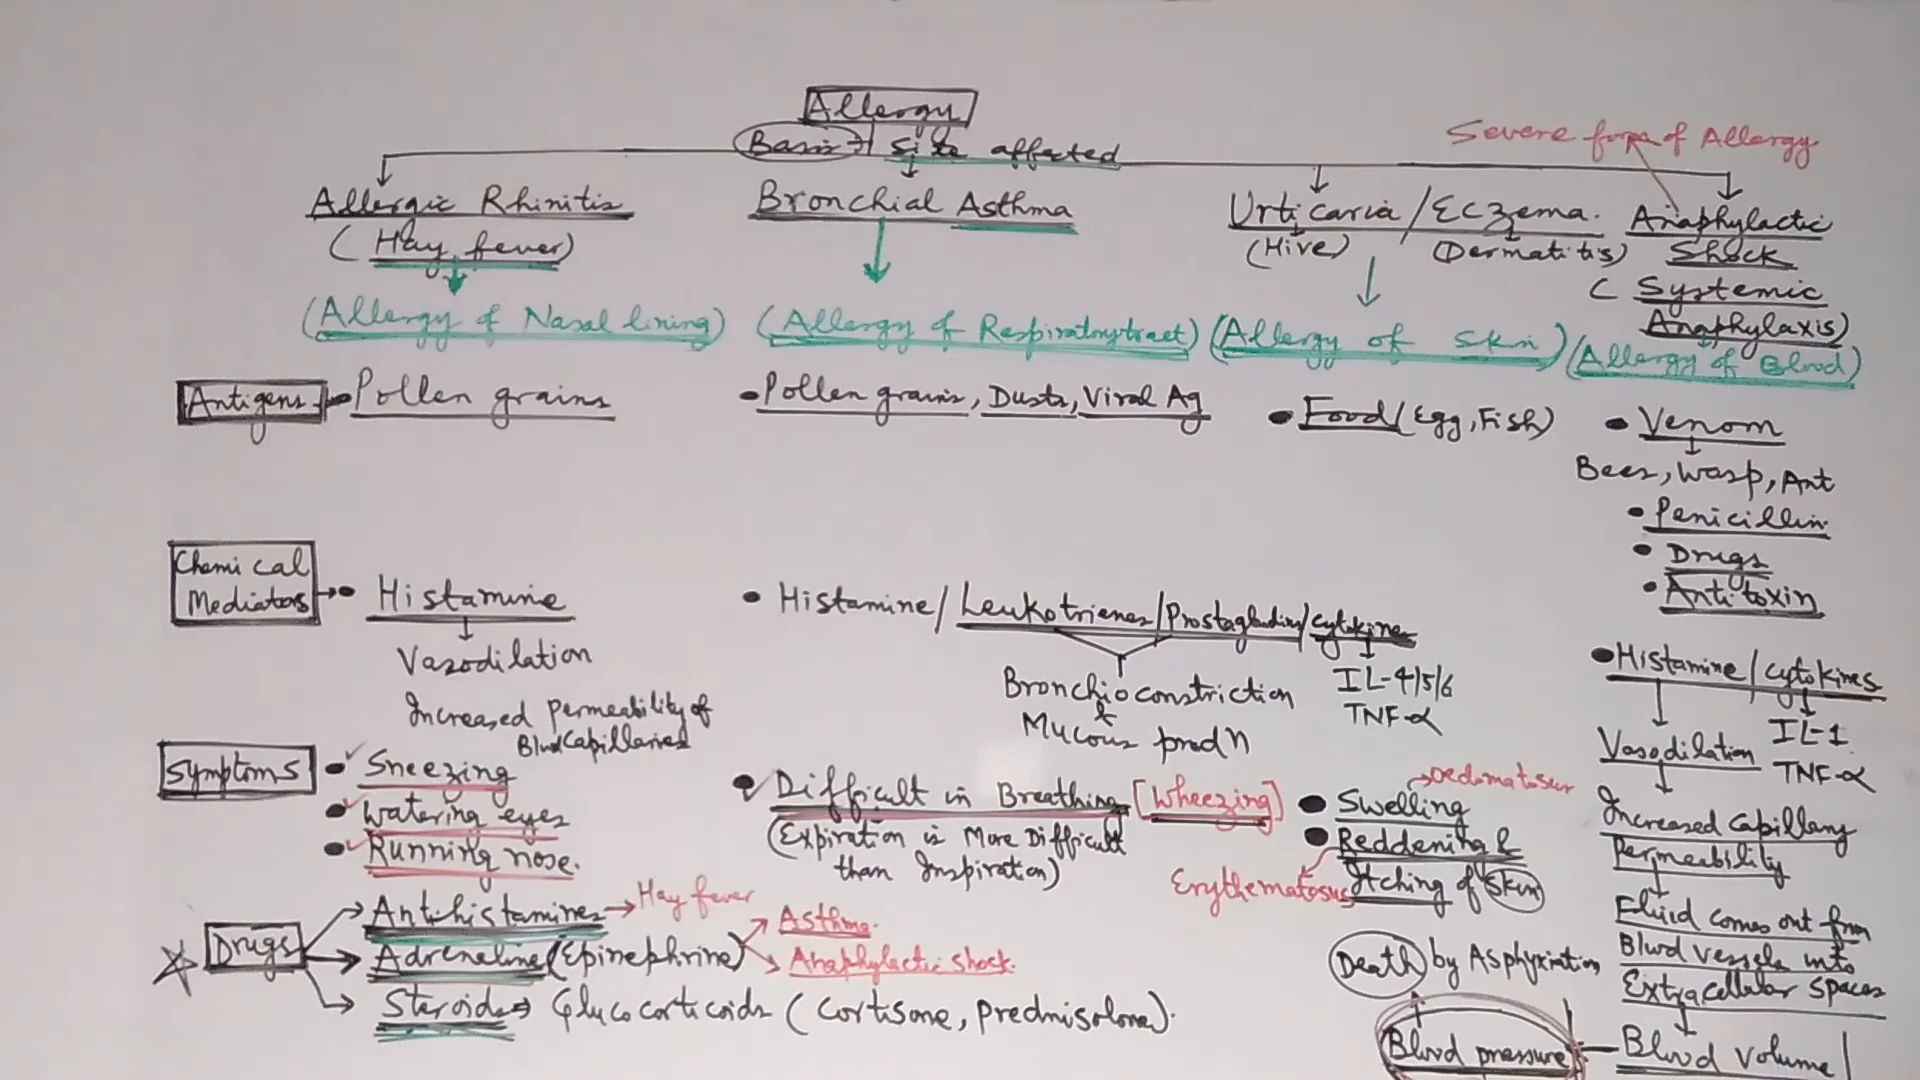 Allergy
Basis → Site affected
Severe form of Allergy
Allergic Rhinitis
(Hay fever)
(Allergy of Nasal lining)
Bronchial Asthma
(Allergy of Respiratory tract)
Urticaria / Eczema.
(Hive) (Dermatitis)
(Allergy of Skin)
Anaphylactic
Shock
(Systemic
Anaphylaxis)
(Allergy of Blood)
Antigens
Pollen grains
Pollen grains, Dusts, Viral Ag
Food (Egg, Fish)
Venom
Bees, Wasp, Ant
Penicillin
Drugs
Antitoxin
Chemical
Mediators
Histamine
Vasodilation
Increased permeability of
Blood Capillaries
Histamine / Leukotrienes / Prostaglandins / Cytokines
Bronchioconstriction
&
Mucous prodn
IL-4/5/6
TNF-α
Histamine / Cytokines
IL-1
TNF-α
Vasodilation
Increased Capillary
Permeability
Fluid comes out from
Blood vessels into
Extracellular spaces
Blood volume
Blood pressure
Death by Asphyxiation
Symptoms
Sneezing
Watering eyes
Running nose.
Difficult in Breathing [Wheezing]
(Expiration is More Difficult
than Inspiration)
Swelling
Reddening &
Itching of Skin
Erythematosus
Drugs
Antihistamines → Hay fever
Adrenaline (Epinephrine)
Asthma.
Anaphylactic shock.
Steroids → Glucocorticoids (Cortisone, Prednisolone).